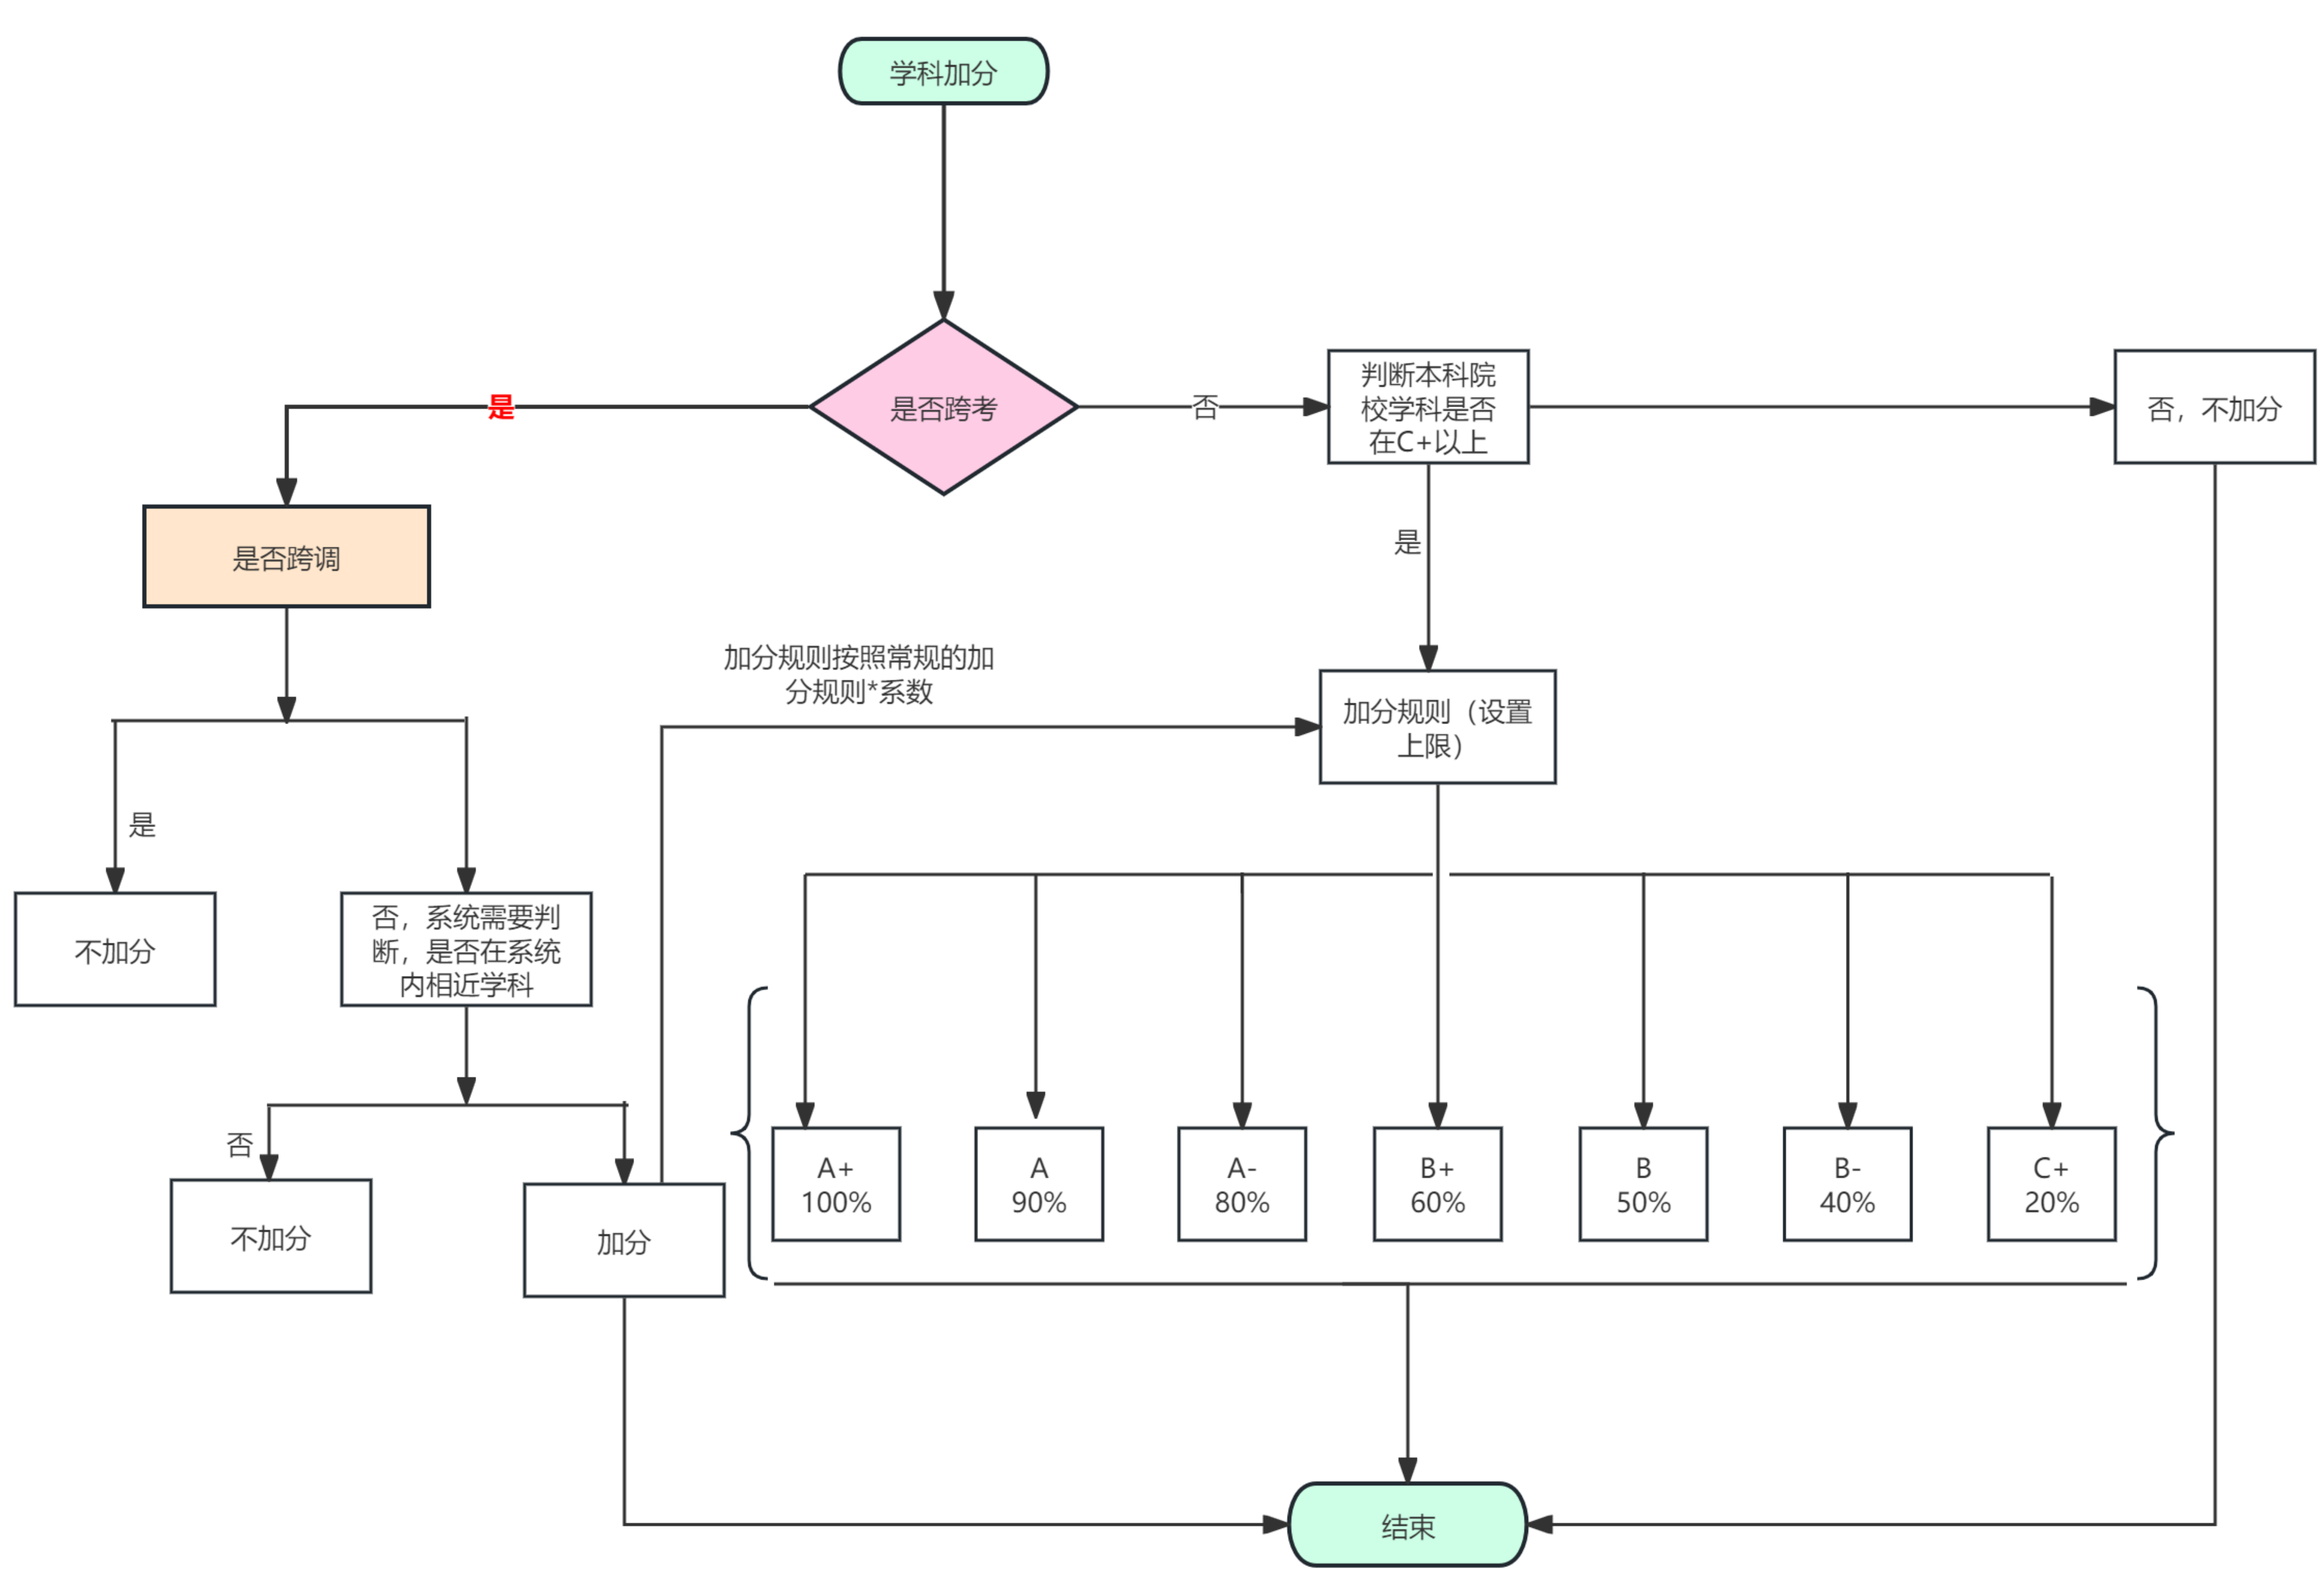 学科加分
是否跨考
是
否
判断本科院
校学科是否
在C+以上
否，不加分
是否跨调
是
加分规则按照常规的加
分规则*系数
加分规则（设置
上限）
是
不加分
否，系统需要判
断，是否在系统
内相近学科
否
不加分
加分
A+
100%
A
90%
A-
80%
B+
60%
B
50%
B-
40%
C+
20%
结束